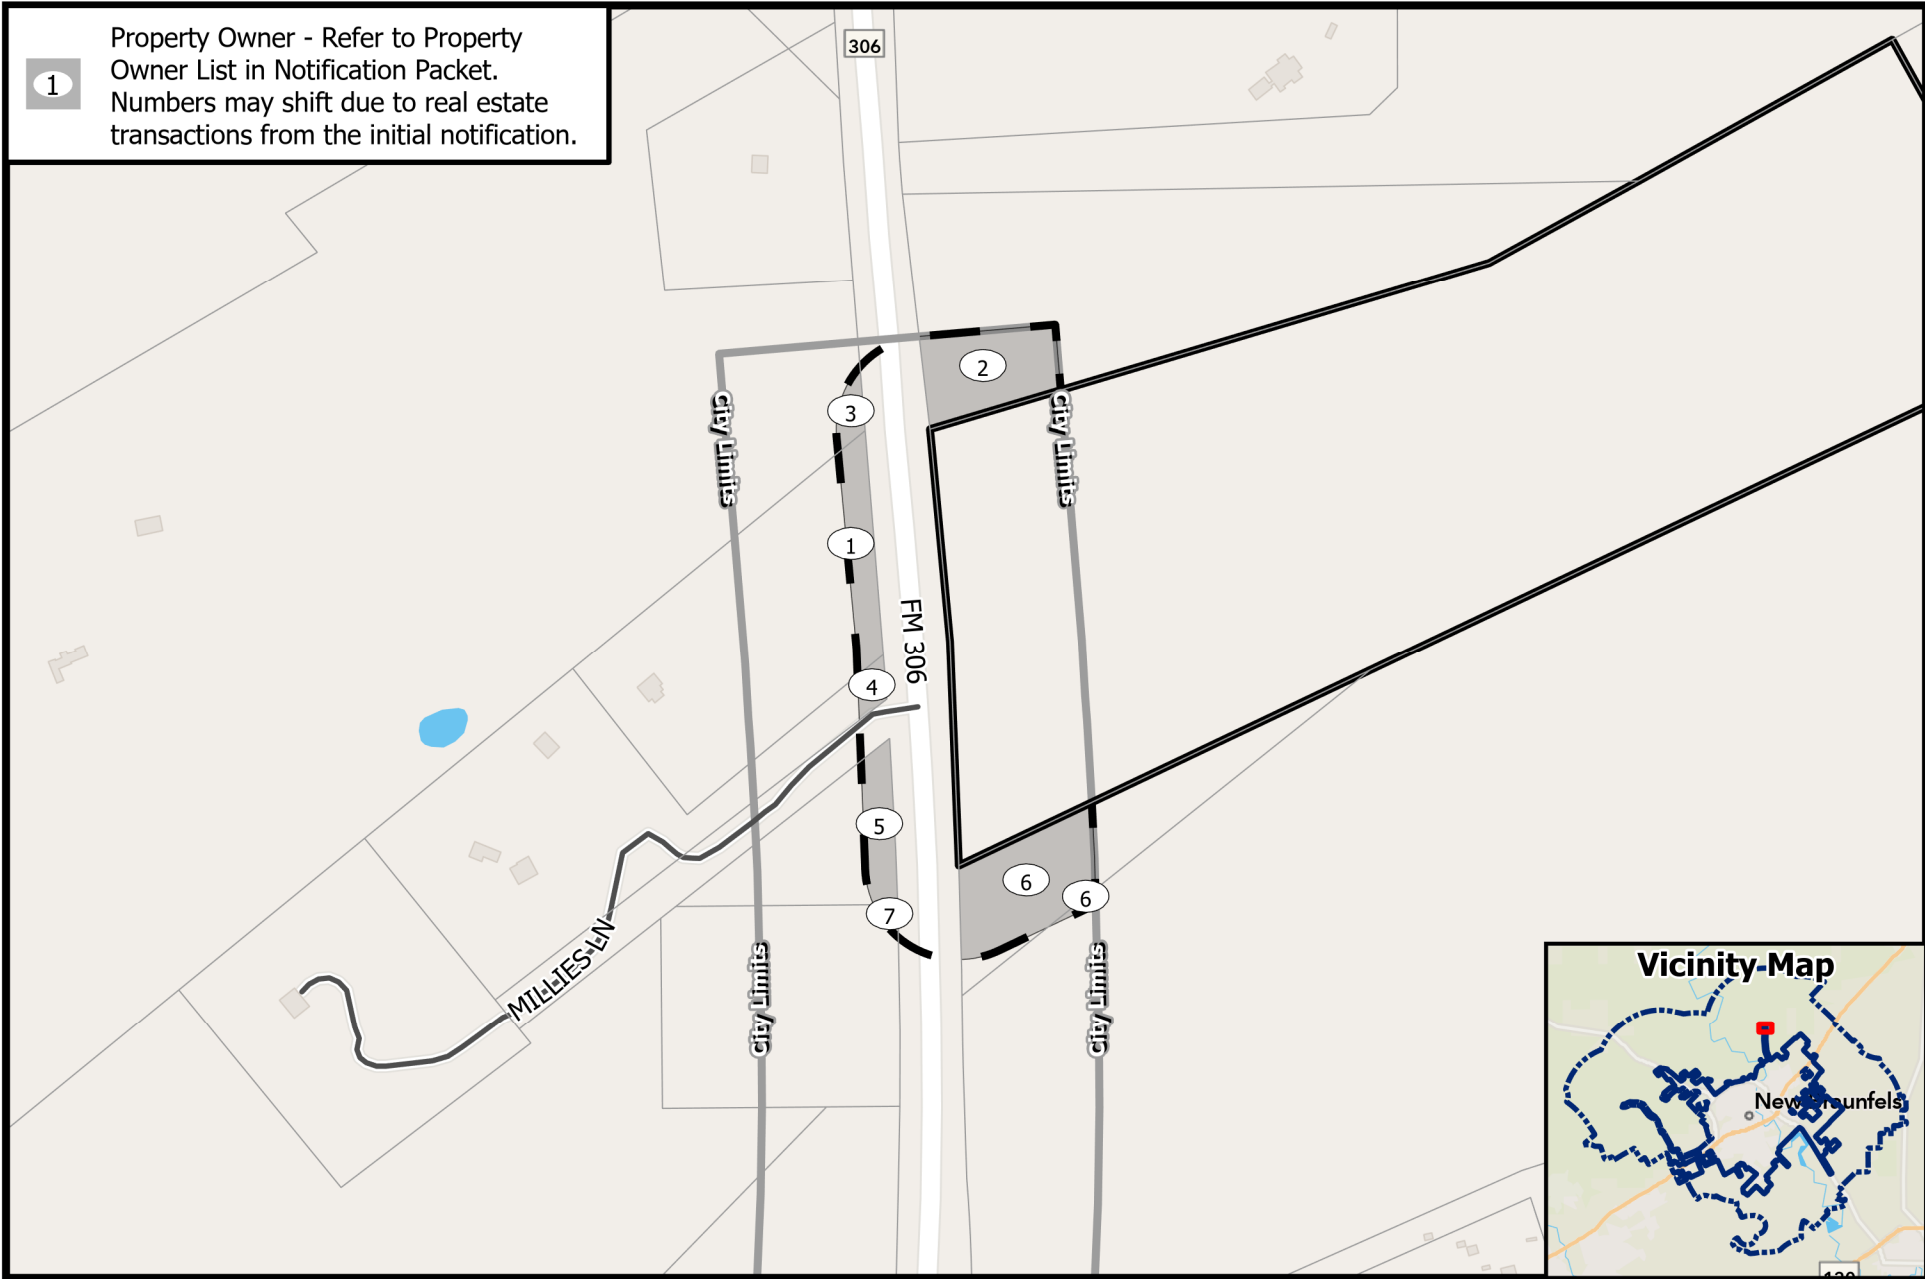 Property Owner - Refer to Property
Owner List in Notification Packet.
Numbers may shift due to real estate
transactions from the initial notification.
1
306
2
3
City Limits
City Limits
1
FM 306
4
5
6
6
7
MILLIES LN
City Limits
City Limits
Vicinity Map
New Braunfels